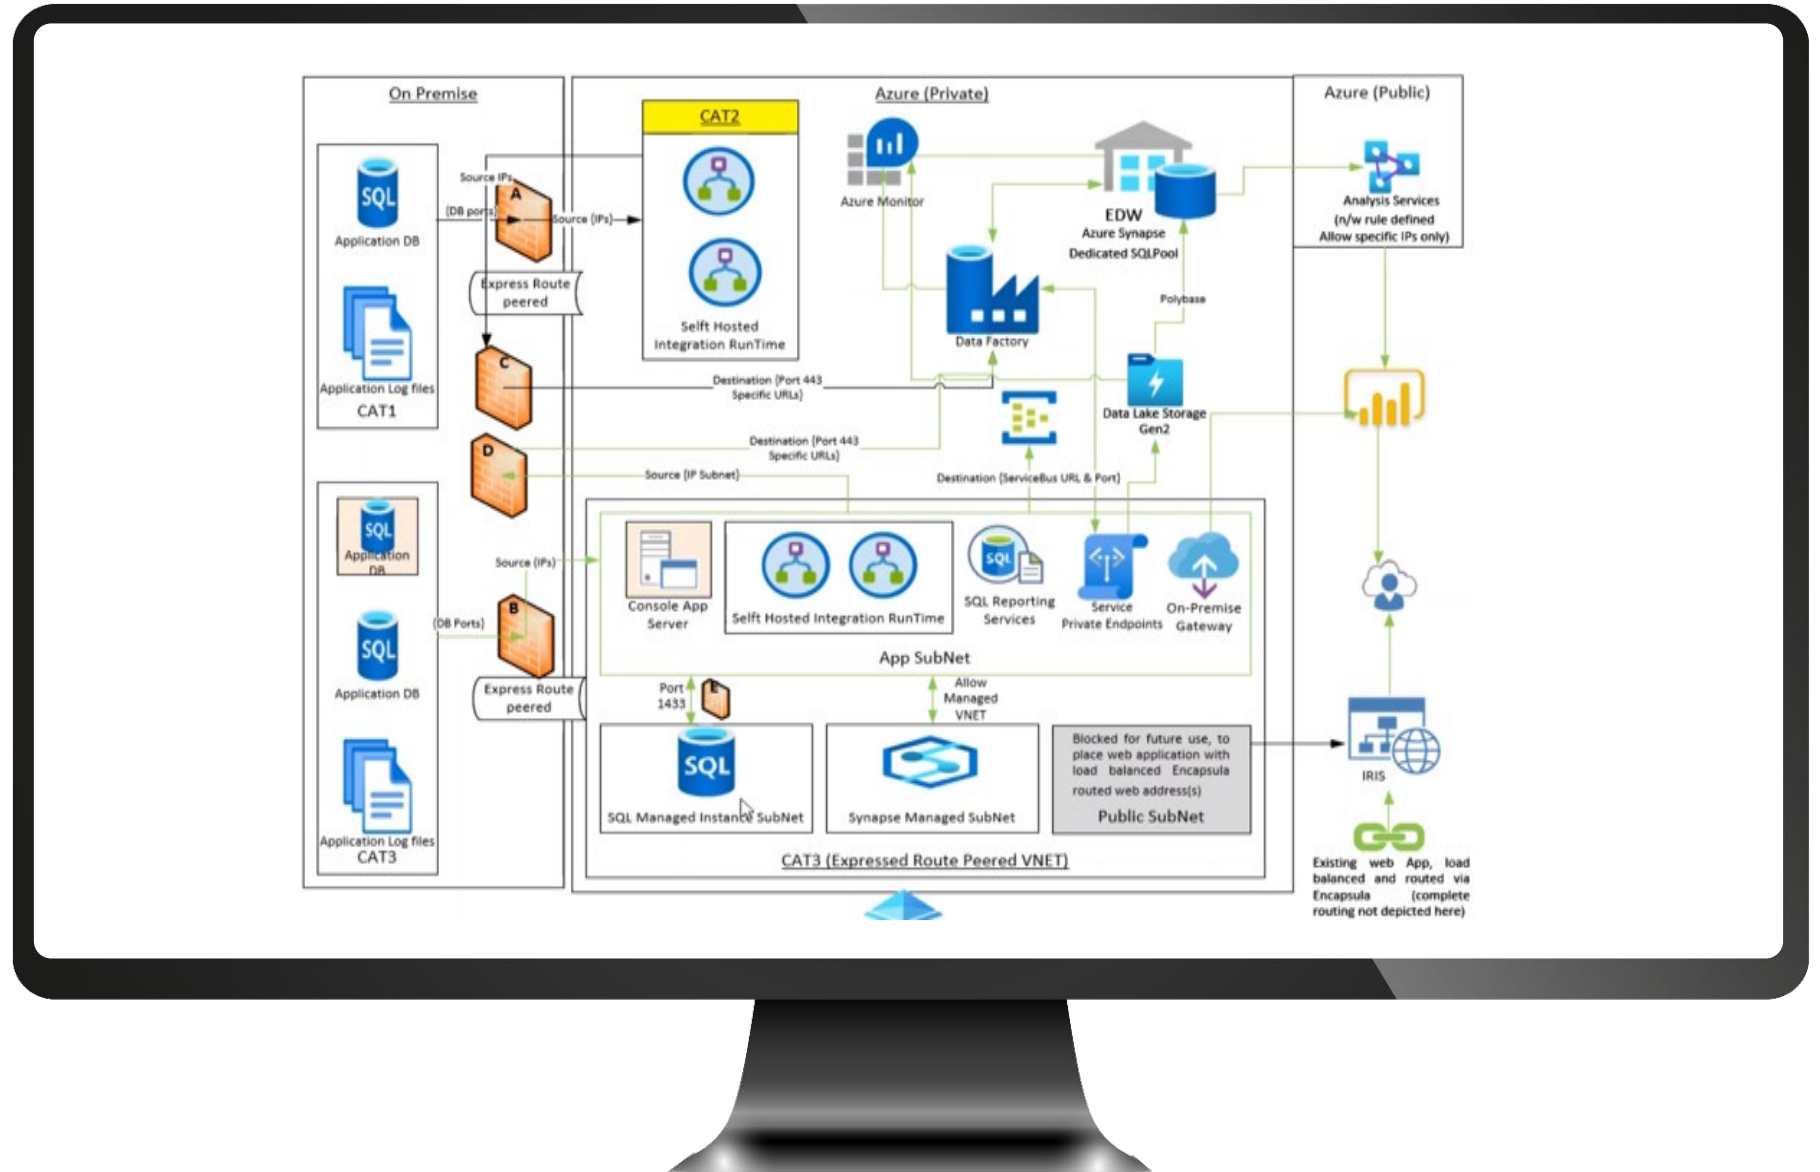 On Premise
Azure (Private)
Azure (Public)
CAT2
SQL
Application DB
Application Log files
CAT1
Source IPs
A
(DB ports)
Source (IPs)
Express Route
peered
C
D
Selft Hosted
Integration RunTime
Azure Monitor
EDW
Azure Synapse
Dedicated SQLPool
Analysis Services
(n/w rule defined
Allow specific IPs only)
Polybase
Data Factory
Destination (Port 443
Specific URLs)
Data Lake Storage
Gen2
Destination (Port 443
Specific URLs)
Source (IP Subnet)
Destination (ServiceBus URL & Port)
SQL
Application
DB
SQL
Application DB
Application Log files
CAT3
Source (IPs)
B
(DB Ports)
Express Route
peered
Console App
Server
Selft Hosted Integration RunTime
SQL
SQL Reporting
Services
Service
Private Endpoints
On-Premise
Gateway
App SubNet
Port
1433
E
Allow
Managed
VNET
SQL
SQL Managed Instance SubNet
Synapse Managed SubNet
Blocked for future use, to
place web application with
load balanced Encapsula
routed web address(s)
Public SubNet
CAT3 (Expressed Route Peered VNET)
IRIS
Existing web App, load
balanced and routed via
Encapsula (complete
routing not depicted here)